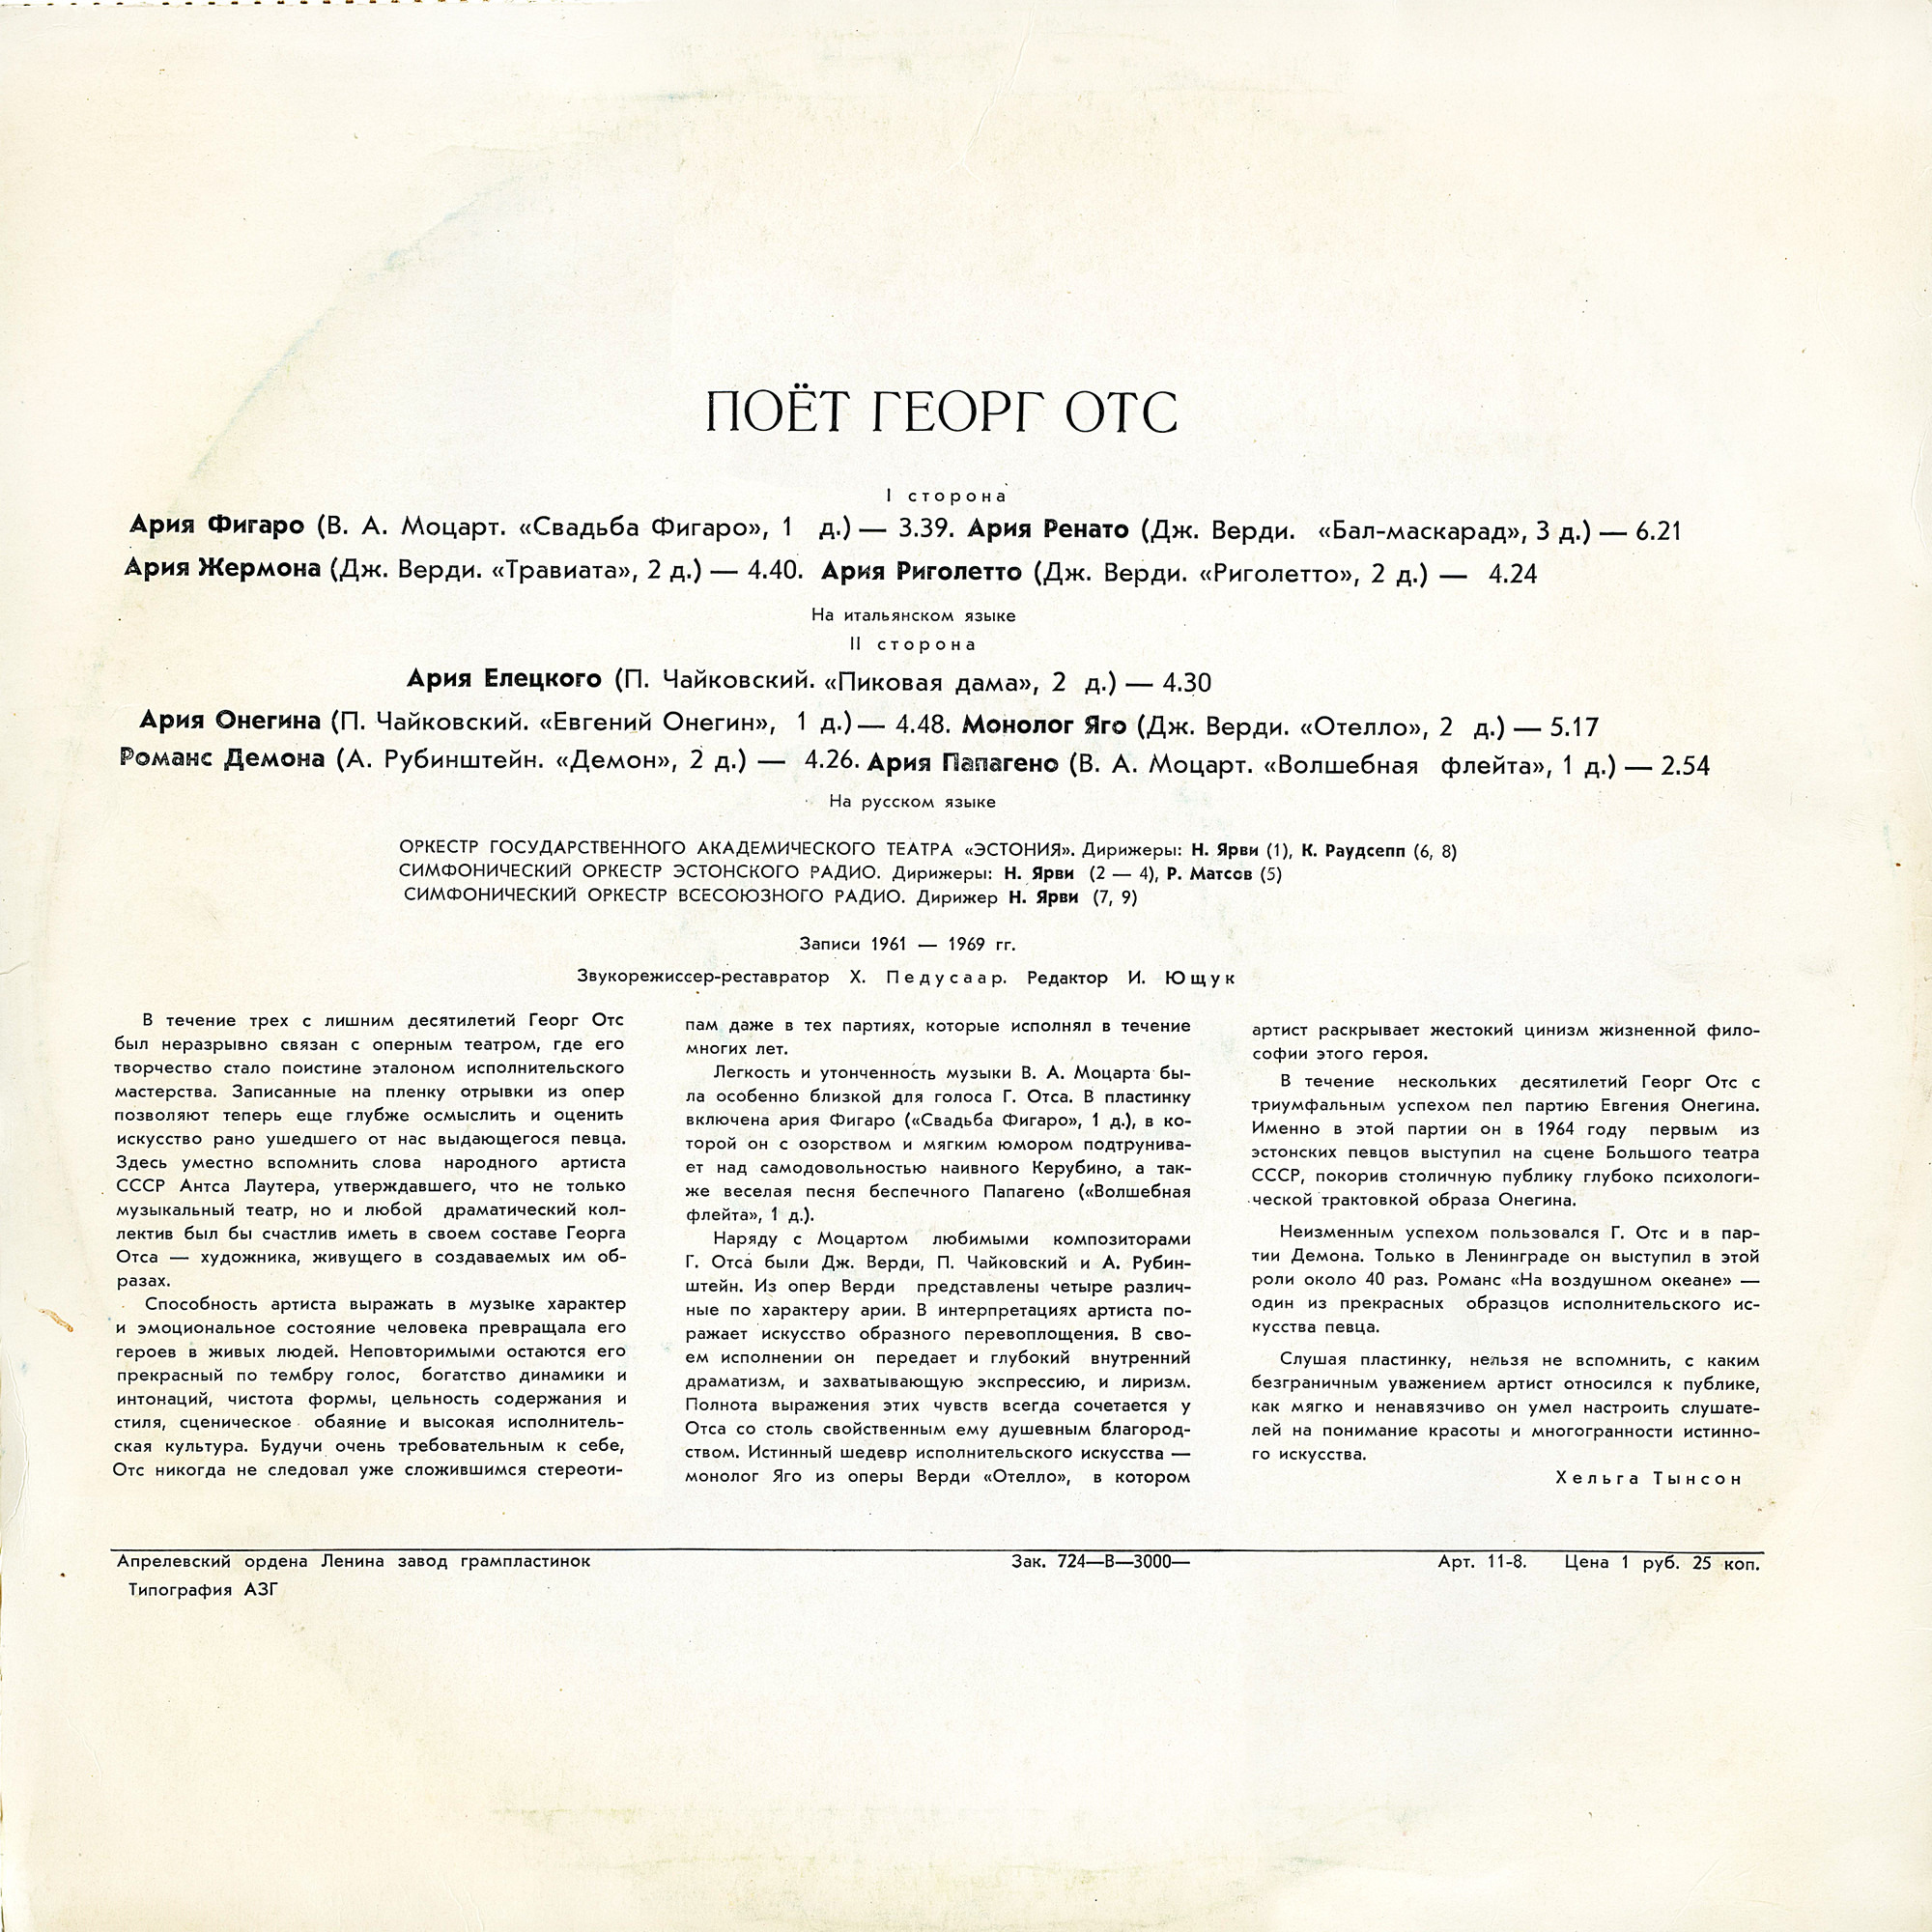 ПОЁТ ГЕОРГ ОТС
I сторона
Ария Фигаро (В. А. Моцарт. «Свадьба Фигаро», 1 д.) — 3.39. Ария Ренато (Дж. Верди. «Бал-маскарад», 3 д.) — 6.21
Ария Жермона (Дж. Верди. «Травиата», 2 д.) — 4.40. Ария Риголетто (Дж. Верди. «Риголетто», 2 д.) — 4.24
На итальянском языке
II сторона
Ария Елецкого (П. Чайковский. «Пиковая дама», 2 д.) — 4.30
Ария Онегина (П. Чайковский. «Евгений Онегин», 1 д.) — 4.48. Монолог Яго (Дж. Верди. «Отелло», 2 д.) — 5.17
Романс Демона (А. Рубинштейн. «Демон», 2 д.) — 4.26. Ария Папагено (В. А. Моцарт. «Волшебная флейта», 1 д.) — 2.54
На русском языке
ОРКЕСТР ГОСУДАРСТВЕННОГО АКАДЕМИЧЕСКОГО ТЕАТРА «ЭСТОНИЯ». Дирижеры: Н. Ярви (1), К. Раудсепп (6, 8)
СИМФОНИЧЕСКИЙ ОРКЕСТР ЭСТОНСКОГО РАДИО. Дирижеры: Н. Ярви (2 — 4), Р. Матсов (5)
СИМФОНИЧЕСКИЙ ОРКЕСТР ВСЕСОЮЗНОГО РАДИО. Дирижер Н. Ярви (7, 9)
Записи 1961 — 1969 гг.
Звукорежиссер-реставратор Х. Педусаар. Редактор И. Ющук
В течение трех с лишним десятилетий Георг Отс
был неразрывно связан с оперным театром, где его
творчество стало поистине эталоном исполнительского
мастерства. Записанные на пленку отрывки из опер
позволяют теперь еще глубже осмыслить и оценить
искусство рано ушедшего от нас выдающегося певца.
Здесь уместно вспомнить слова народного артиста
СССР Антса Лаутера, утверждавшего, что не только
музыкальный театр, но и любой драматический кол-
лектив был бы счастлив иметь в своем составе Георга
Отса — художника, живущего в создаваемых им об-
разах.
Способность артиста выражать в музыке характер
и эмоциональное состояние человека превращала его
героев в живых людей. Неповторимыми остаются его
прекрасный по тембру голос, богатство динамики и
интонаций, чистота формы, цельность содержания и
стиля, сценическое обаяние и высокая исполнитель-
ская культура. Будучи очень требовательным к себе,
Отс никогда не следовал уже сложившимся стереоти-
пам даже в тех партиях, которые исполнял в течение
многих лет.
Легкость и утонченность музыки В. А. Моцарта бы-
ла особенно близкой для голоса Г. Отса. В пластинку
включена ария Фигаро («Свадьба Фигаро», 1 д.), в ко-
торой он с озорством и мягким юмором подтрунива-
ет над самодовольностью наивного Керубино, а так-
же веселая песня беспечного Папагено («Волшебная
флейта», 1 д.).
Наряду с Моцартом любимыми композиторами
Г. Отса были Дж. Верди, П. Чайковский и А. Рубин-
штейн. Из опер Верди представлены четыре различ-
ные по характеру арии. В интерпретациях артиста по-
ражает искусство образного перевоплощения. В сво-
ем исполнении он передает и глубокий внутренний
драматизм, и захватывающую экспрессию, и лиризм.
Полнота выражения этих чувств всегда сочетается у
Отса со столь свойственным ему душевным благород-
ством. Истинный шедевр исполнительского искусства —
монолог Яго из оперы Верди «Отелло», в котором
артист раскрывает жестокий цинизм жизненной фило-
софии этого героя.
В течение нескольких десятилетий Георг Отс с
триумфальным успехом пел партию Евгения Онегина.
Именно в этой партии он в 1964 году первым из
эстонских певцов выступил на сцене Большого театра
СССР, покорив столичную публику глубоко психологи-
ческой трактовкой образа Онегина.
Неизменным успехом пользовался Г. Отс и в пар-
тии Демона. Только в Ленинграде он выступил в этой
роли около 40 раз. Романс «На воздушном океане» —
один из прекрасных образцов исполнительского ис-
кусства певца.
Слушая пластинку, нельзя не вспомнить, с каким
безграничным уважением артист относился к публике,
как мягко и ненавязчиво он умел настроить слушате-
лей на понимание красоты и многогранности истинно-
го искусства.
Хельга Тынсон
Апрелевский ордена Ленина завод грампластинок
Зак. 724—В—3000—
Арт. 11-8. Цена 1 руб. 25 коп.
Типография АЗГ